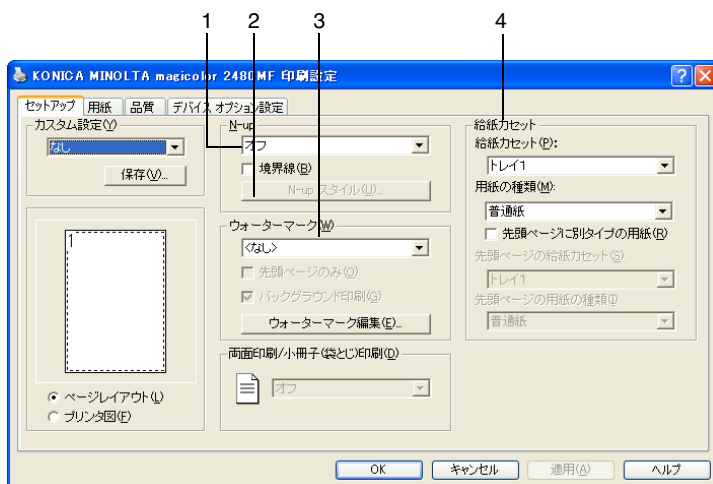 1 2 3 4
KONICA MINOLTA magicolor 2480MF 印刷設定
セットアップ 用紙 品質 デバイス オプション設定
カスタム設定(Y)
なし
保存(V)...
1
ページレイアウト(L)
プリンタ図(F)
N-up
オフ
境界線(B)
N-up スタイル(U)...
ウォーターマーク(W)
<なし>
先頭ページのみ(O)
バックグラウンド印刷(G)
ウォーターマーク編集(E)...
両面印刷/小冊子(袋とじ)印刷(D)
オフ
給紙カセット
給紙カセット(P):
トレイ1
用紙の種類(M):
普通紙
先頭ページに別タイプの用紙(R)
先頭ページの給紙カセット(S)
トレイ1
先頭ページの用紙の種類(I)
普通紙
OK キャンセル 適用(A) ヘルプ